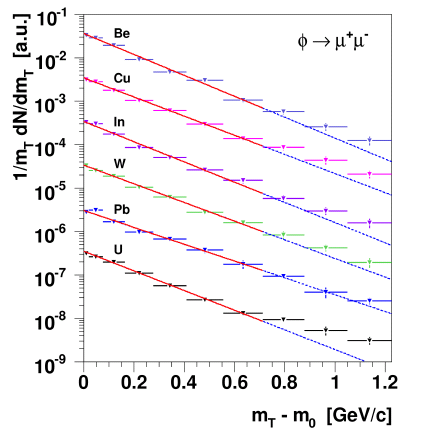 1/m_T dN/dm_T [a.u.]
10^-1
10^-2
10^-3
10^-4
10^-5
10^-6
10^-7
10^-8
10^-9
ϕ → μ⁺μ⁻
Be
Cu
In
W
Pb
U
0 0.2 0.4 0.6 0.8 1 1.2
m_T - m_0 [GeV/c]